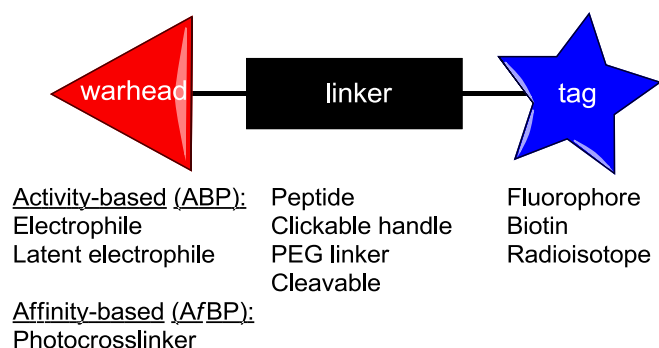 warhead
linker
tag
Activity-based (ABP):
Electrophile
Latent electrophile
Affinity-based (AfBP):
Photocrosslinker
Peptide
Clickable handle
PEG linker
Cleavable
Fluorophore
Biotin
Radioisotope